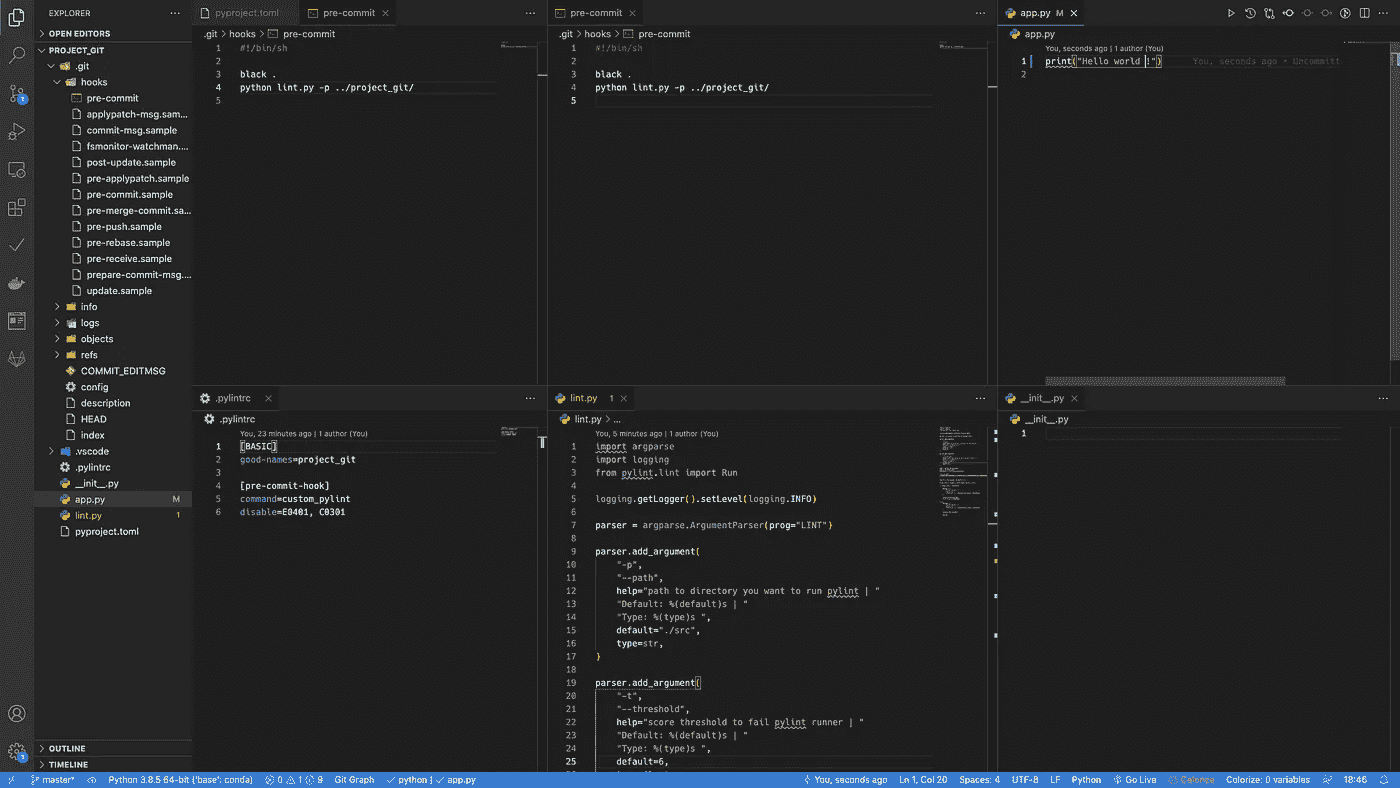 EXPLORER
OPEN EDITORS
PROJECT_GIT
.git
hooks
pre-commit
applypatch-msg.sam...
commit-msg.sample
fsmonitor-watchman....
post-update.sample
pre-applypatch.sample
pre-commit.sample
pre-merge-commit.sa...
pre-push.sample
pre-rebase.sample
pre-receive.sample
prepare-commit-msg....
update.sample
info
logs
objects
refs
COMMIT_EDITMSG
config
description
HEAD
index
.vscode
.pylintrc
__init__.py
app.py M
lint.py 1
pyproject.toml
OUTLINE
TIMELINE
pyproject.toml pre-commit
.git > hooks > pre-commit
1 #!/bin/sh
2
3 black .
4 python lint.py -p ../project_git/
5
pre-commit
.git > hooks > pre-commit
1 #!/bin/sh
2
3 black .
4 python lint.py -p ../project_git/
5
app.py M
app.py
You, seconds ago | 1 author (You)
1 print("Hello world !") You, seconds ago • Uncommitt
2
.pylintrc
.pylintrc
You, 23 minutes ago | 1 author (You)
1 [BASIC]
2 good-names=project_git
3
4 [pre-commit-hook]
5 command=custom_pylint
6 disable=E0401, C0301
lint.py 1
lint.py > ...
You, 5 minutes ago | 1 author (You)
1 import argparse
2 import logging
3 from pylint.lint import Run
4
5 logging.getLogger().setLevel(logging.INFO)
6
7 parser = argparse.ArgumentParser(prog="LINT")
8
9 parser.add_argument(
10 "-p",
11 "--path",
12 help="path to directory you want to run pylint | "
13 "Default: %(default)s | "
14 "Type: %(type)s ",
15 default="./src",
16 type=str,
17 )
18
19 parser.add_argument(
20 "-t",
21 "--threshold",
22 help="score threshold to fail pylint runner | "
23 "Default: %(default)s | "
24 "Type: %(type)s ",
25 default=6,
__init__.py
__init__.py
1
master* Python 3.8.5 64-bit ('base': conda) 0 1 9 Git Graph python | app.py You, seconds ago Ln 1, Col 20 Spaces: 4 UTF-8 LF Python Go Live Colorize Colorize: 0 variables 18:46